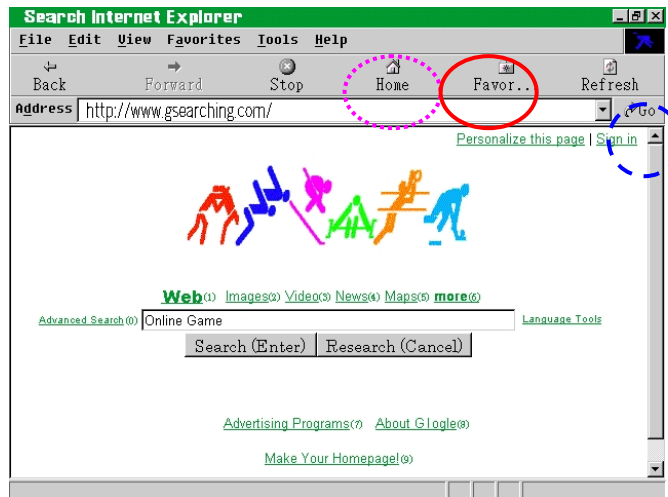 Search Internet Explorer
File Edit View Favorites Tools Help
Back Forward Stop Home Favor.. Refresh
Address http://www.gsearching.com/ Go
Personalize this page | Sign in
Web(1) Images(2) Video(3) News(4) Maps(5) more(6)
Advanced Search(0) Online Game Language Tools
Search (Enter) Research (Cancel)
Advertising Programs(7) About Glogle(8)
Make Your Homepage!(9)